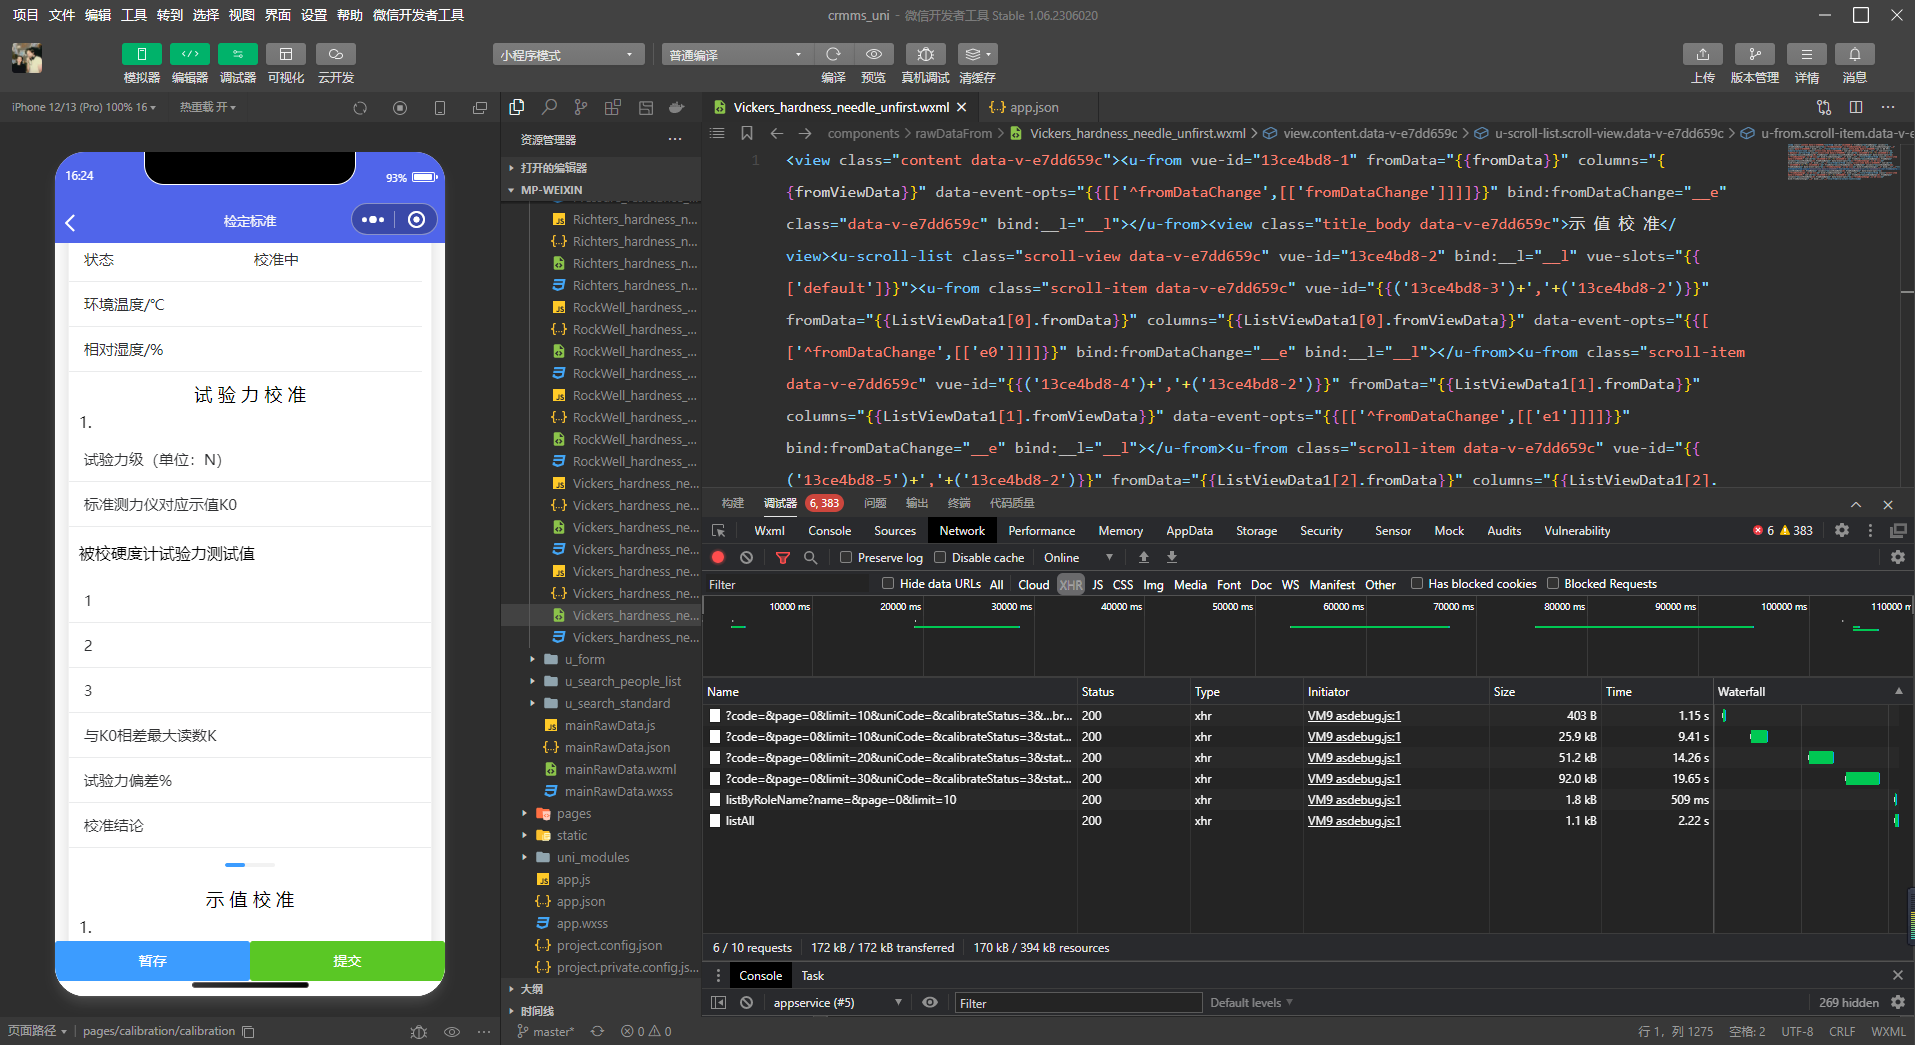 项目 文件 编辑 工具 转到 选择 视图 界面 设置 帮助 微信开发者工具
crmms_uni - 微信开发者工具 Stable 1.06.2306020
小程序模式
普通编译
模拟器 编辑器 调试器 可视化 云开发
编译 预览 真机调试 清缓存
上传 版本管理 详情 消息
iPhone 12/13 (Pro) 100% 16
热重载 开
16:24
93%
检定标准
状态 校准中
环境温度/°C
相对湿度/%
试 验 力 校 准
1.
试验力级（单位：N）
标准测力仪对应示值K0
被校硬度计试验力测试值
1
2
3
与K0相差最大读数K
试验力偏差%
校准结论
示 值 校 准
1.
暂存 提交
页面路径 pages/calibration/calibration
资源管理器
打开的编辑器
MP-WEIXIN
Richters_hardness_n...
Richters_hardness_n...
Richters_hardness_n...
Richters_hardness_n...
RockWell_hardness_...
RockWell_hardness_...
RockWell_hardness_...
RockWell_hardness_...
RockWell_hardness_...
RockWell_hardness_...
RockWell_hardness_...
RockWell_hardness_...
Vickers_hardness_ne...
Vickers_hardness_ne...
Vickers_hardness_ne...
Vickers_hardness_ne...
Vickers_hardness_ne...
Vickers_hardness_ne...
Vickers_hardness_ne...
Vickers_hardness_ne...
u_form
u_search_people_list
u_search_standard
mainRawData.js
mainRawData.json
mainRawData.wxml
mainRawData.wxss
pages
static
uni_modules
app.js
app.json
app.wxss
project.config.json
project.private.config.js...
大纲
时间线
master* 0 0
Vickers_hardness_needle_unfirst.wxml
app.json
components > rawDataFrom > Vickers_hardness_needle_unfirst.wxml > view.content.data-v-e7dd659c > u-scroll-list.scroll-view.data-v-e7dd659c > u-from.scroll-item.data-v-e
1
<view class="content data-v-e7dd659c"><u-from vue-id="13ce4bd8-1" fromData="{{fromData}}" columns="{
{fromViewData}}" data-event-opts="{{[['^fromDataChange',[['fromDataChange']]]]}}" bind:fromDataChange="__e"
class="data-v-e7dd659c" bind:__l="__l"></u-from><view class="title_body data-v-e7dd659c">示 值 校 准</
view><u-scroll-list class="scroll-view data-v-e7dd659c" vue-id="13ce4bd8-2" bind:__l="__l" vue-slots="{{
['default']}}"><u-from class="scroll-item data-v-e7dd659c" vue-id="{{('13ce4bd8-3')+','+('13ce4bd8-2')}}"
fromData="{{ListViewData1[0].fromData}}" columns="{{ListViewData1[0].fromViewData}}" data-event-opts="{{[
['^fromDataChange',[['e0']]]]}}" bind:fromDataChange="__e" bind:__l="__l"></u-from><u-from class="scroll-item
data-v-e7dd659c" vue-id="{{('13ce4bd8-4')+','+('13ce4bd8-2')}}" fromData="{{ListViewData1[1].fromData}}"
columns="{{ListViewData1[1].fromViewData}}" data-event-opts="{{[['^fromDataChange',[['e1']]]]}}"
bind:fromDataChange="__e" bind:__l="__l"></u-from><u-from class="scroll-item data-v-e7dd659c" vue-id="{{
('13ce4bd8-5')+','+('13ce4bd8-2')}}" fromData="{{ListViewData1[2].fromData}}" columns="{{ListViewData1[2].
构建 调试器 6, 383 问题 输出 终端 代码质量
Wxml Console Sources Network Performance Memory AppData Storage Security Sensor Mock Audits Vulnerability 6 383
Preserve log Disable cache Online
Filter Hide data URLs All Cloud XHR JS CSS Img Media Font Doc WS Manifest Other Has blocked cookies Blocked Requests
10000 ms 20000 ms 30000 ms 40000 ms 50000 ms 60000 ms 70000 ms 80000 ms 90000 ms 100000 ms 110000 m
Name Status Type Initiator Size Time Waterfall
?code=&page=0&limit=10&uniCode=&calibrateStatus=3&...br... 200 xhr VM9 asdebug.js:1 403 B 1.15 s
?code=&page=0&limit=10&uniCode=&calibrateStatus=3&stat... 200 xhr VM9 asdebug.js:1 25.9 kB 9.41 s
?code=&page=0&limit=20&uniCode=&calibrateStatus=3&stat... 200 xhr VM9 asdebug.js:1 51.2 kB 14.26 s
?code=&page=0&limit=30&uniCode=&calibrateStatus=3&stat... 200 xhr VM9 asdebug.js:1 92.0 kB 19.65 s
listByRoleName?name=&page=0&limit=10 200 xhr VM9 asdebug.js:1 1.8 kB 509 ms
listAll 200 xhr VM9 asdebug.js:1 1.1 kB 2.22 s
6 / 10 requests 172 kB / 172 kB transferred 170 kB / 394 kB resources
Console Task
appservice (#5) Filter Default levels 269 hidden
行 1，列 1275 空格: 2 UTF-8 CRLF WXML